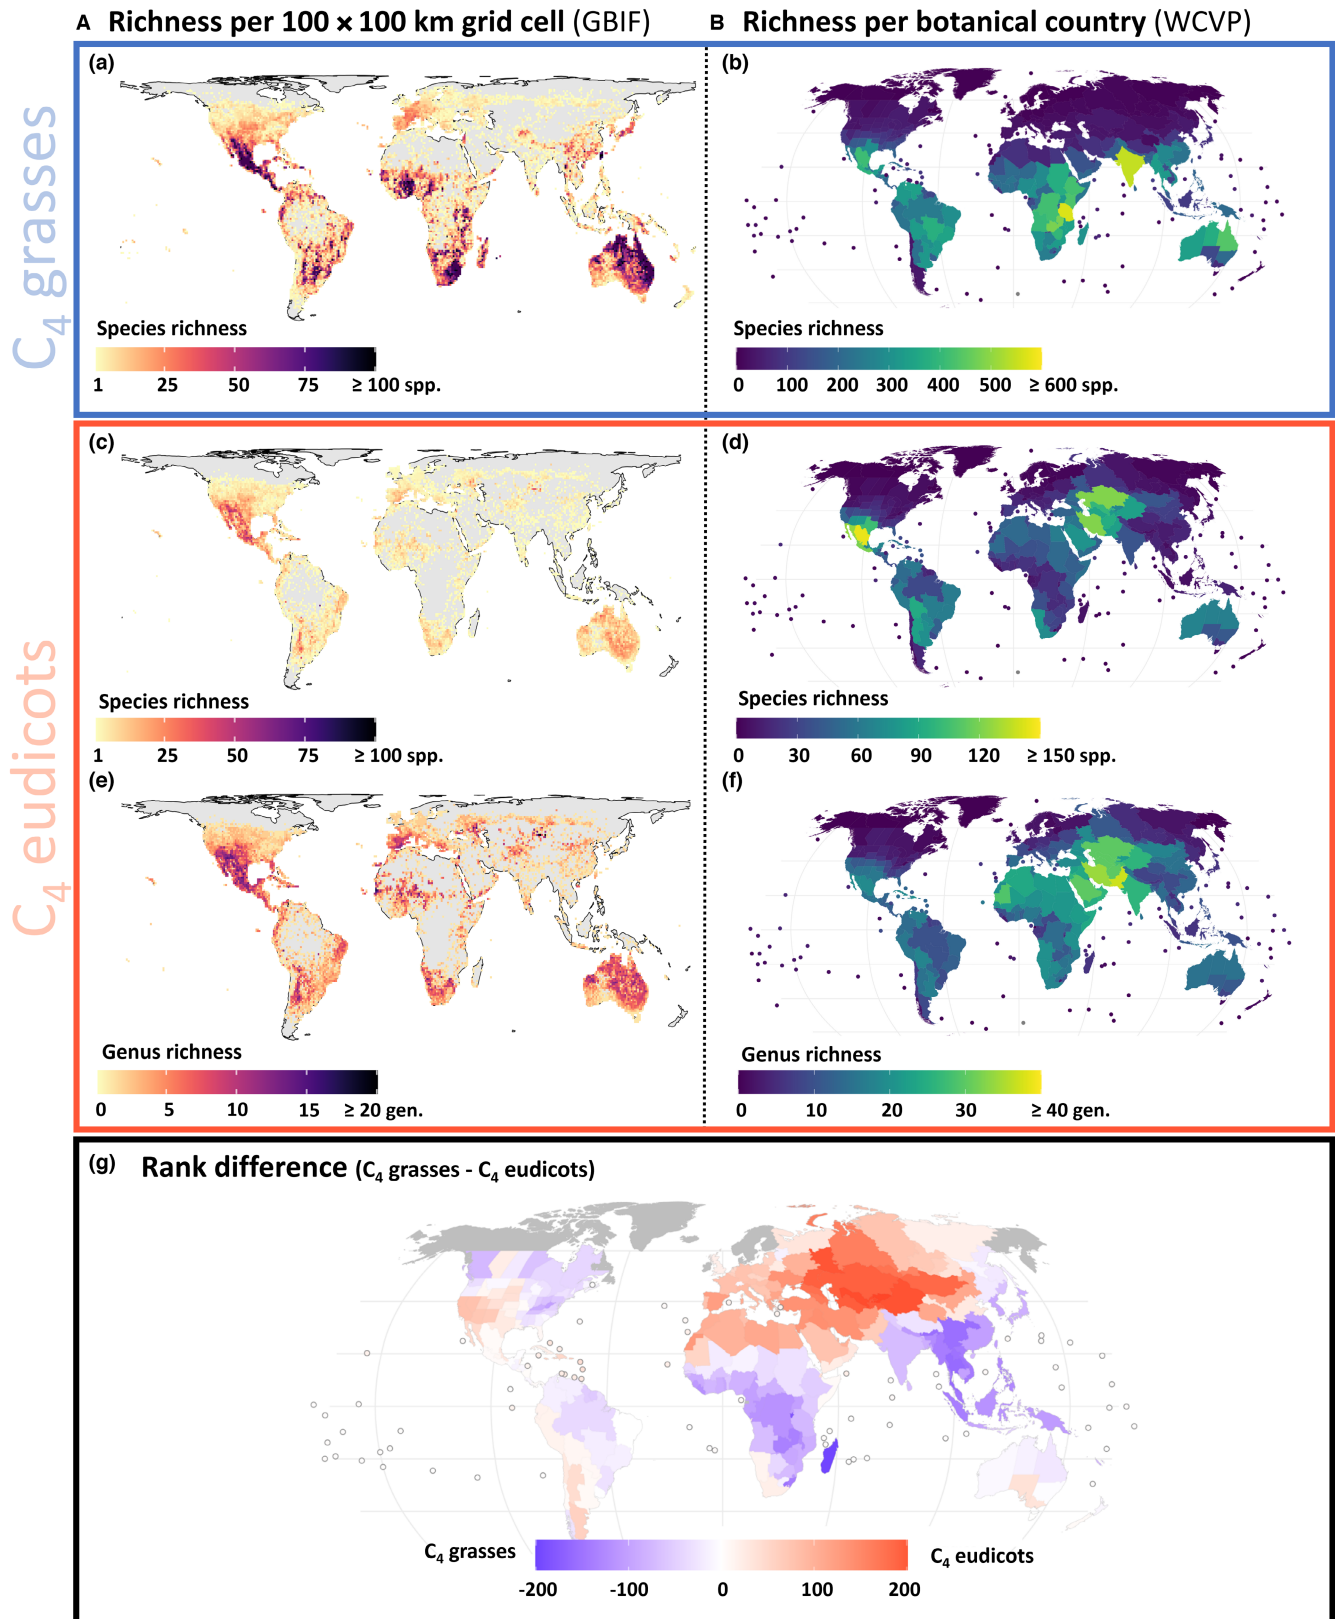 A Richness per 100 × 100 km grid cell (GBIF)
B Richness per botanical country (WCVP)
C4 grasses
(a)
Species richness
1 25 50 75 ≥ 100 spp.
(b)
Species richness
0 100 200 300 400 500 ≥ 600 spp.
C4 eudicots
(c)
Species richness
1 25 50 75 ≥ 100 spp.
(d)
Species richness
0 30 60 90 120 ≥ 150 spp.
(e)
Genus richness
0 5 10 15 ≥ 20 gen.
(f)
Genus richness
0 10 20 30 ≥ 40 gen.
(g) Rank difference (C4 grasses - C4 eudicots)
C4 grasses
C4 eudicots
-200 -100 0 100 200